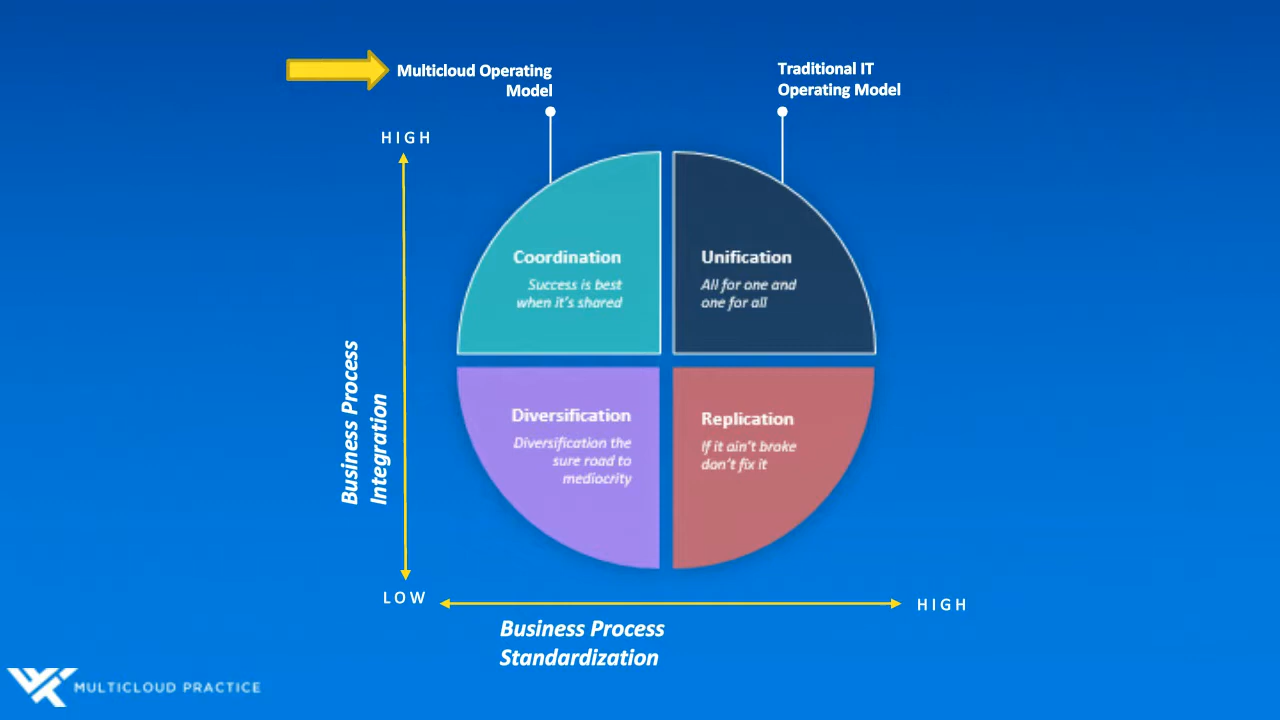 Multicloud Operating
Model
Traditional IT
Operating Model
HIGH
Coordination
Success is best
when it's shared
Unification
All for one and
one for all
Business Process
Integration
Diversification
Diversification the
sure road to
mediocrity
Replication
If it ain't broke
don't fix it
LOW
HIGH
Business Process
Standardization
MULTICLOUD PRACTICE